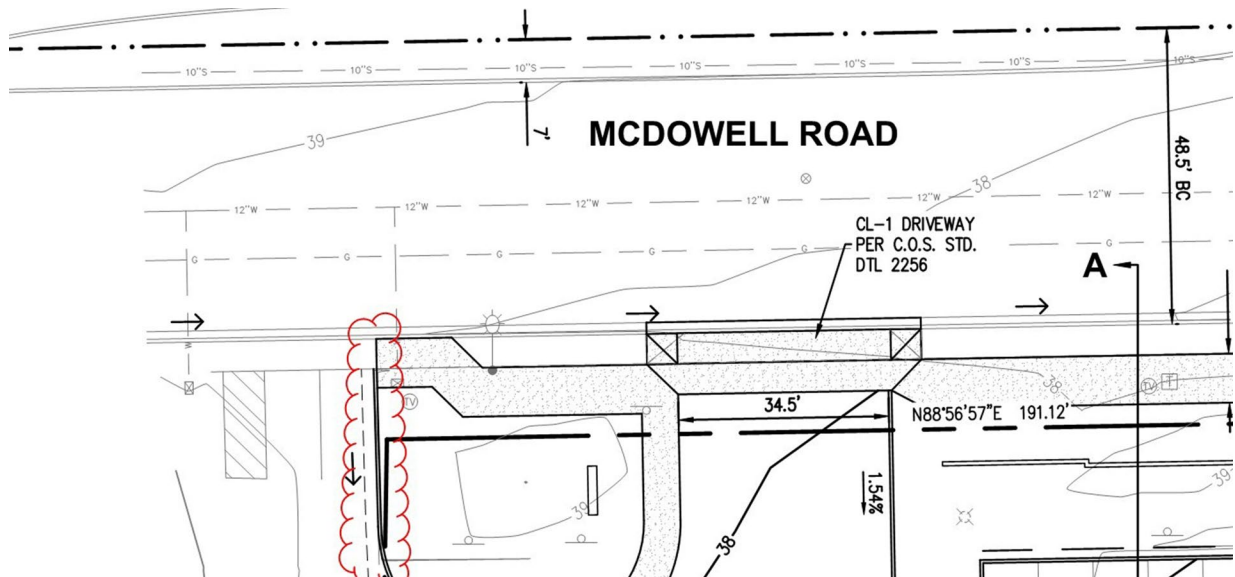 10"S 10"S 10"S 10"S 10"S 10"S 10"S
39
7'
MCDOWELL ROAD
38
48.5' BC
12"W 12"W 12"W 12"W 12"W 12"W
CL-1 DRIVEWAY
PER C.O.S. STD.
DTL 2256
G G G G G G G
A
W
TV
38
TV T
34.5'
N88°56'57"E 191.12'
39
1.54%
39
38